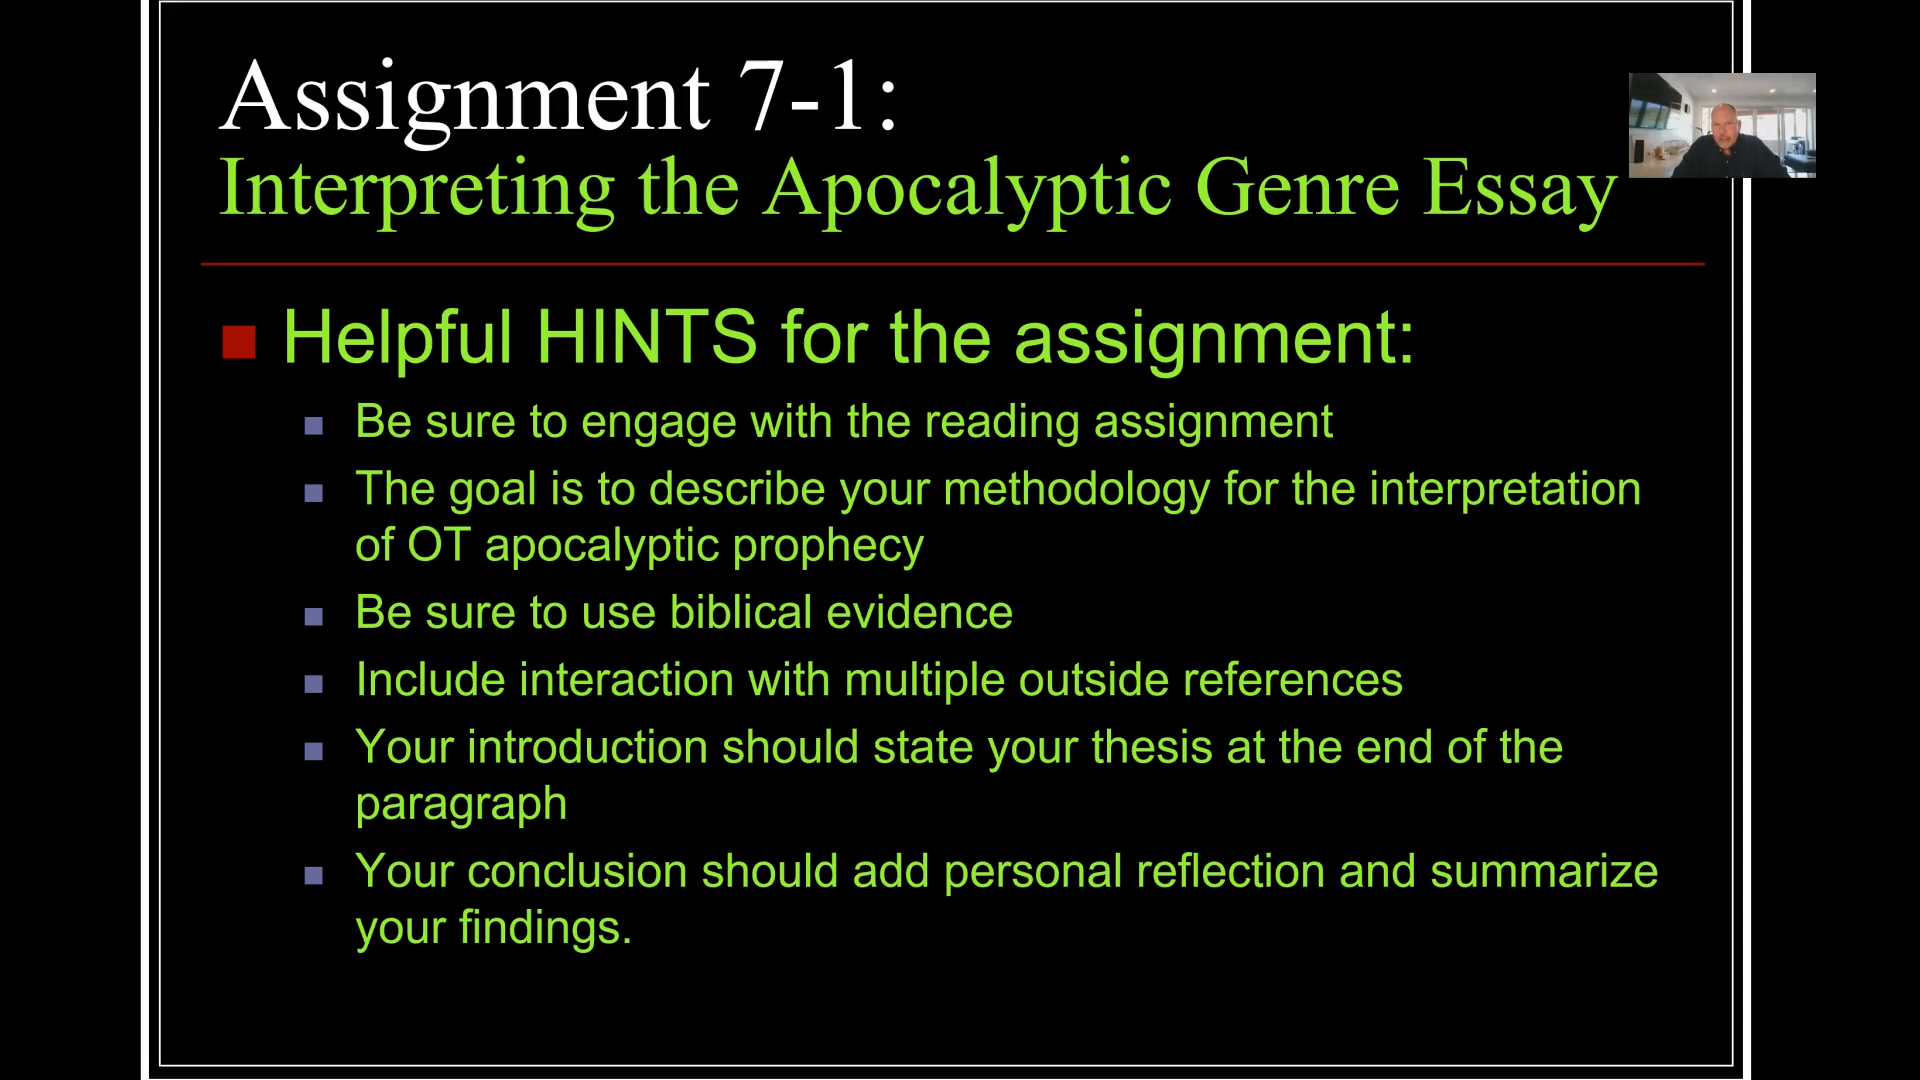 Assignment 7-1:
Interpreting the Apocalyptic Genre Essay
Helpful HINTS for the assignment:
Be sure to engage with the reading assignment
The goal is to describe your methodology for the interpretation
of OT apocalyptic prophecy
Be sure to use biblical evidence
Include interaction with multiple outside references
Your introduction should state your thesis at the end of the
paragraph
Your conclusion should add personal reflection and summarize
your findings.